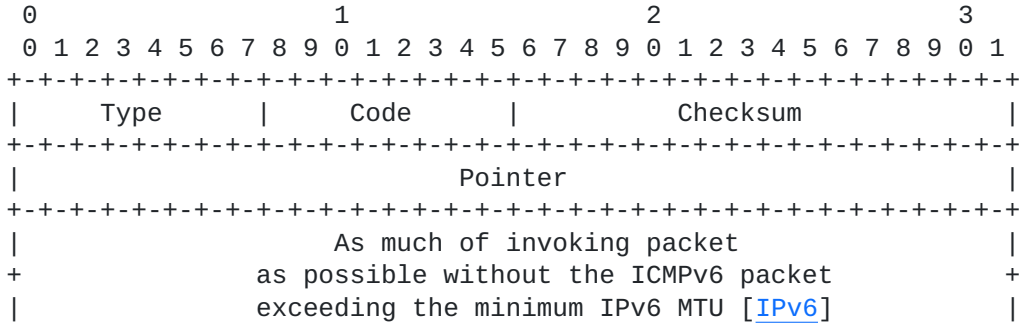 0                   1                   2                   3
 0 1 2 3 4 5 6 7 8 9 0 1 2 3 4 5 6 7 8 9 0 1 2 3 4 5 6 7 8 9 0 1
+-+-+-+-+-+-+-+-+-+-+-+-+-+-+-+-+-+-+-+-+-+-+-+-+-+-+-+-+-+-+-+-+
|     Type      |     Code      |          Checksum             |
+-+-+-+-+-+-+-+-+-+-+-+-+-+-+-+-+-+-+-+-+-+-+-+-+-+-+-+-+-+-+-+-+
|                            Pointer                            |
+-+-+-+-+-+-+-+-+-+-+-+-+-+-+-+-+-+-+-+-+-+-+-+-+-+-+-+-+-+-+-+-+
|                    As much of invoking packet                 |
+               as possible without the ICMPv6 packet           +
|               exceeding the minimum IPv6 MTU [IPv6]           |